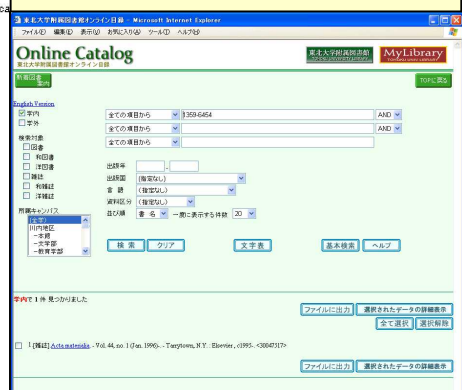 東北大学附属図書館オンライン目録 - Microsoft Internet Explorer
ファイル(F) 編集(E) 表示(V) お気に入り(A) ツール(T) ヘルプ(H)
Online Catalog
東北大学附属図書館オンライン目録
東北大学附属図書館
MyLibrary
新着図書案内
TOPに戻る
English Version
学内
学外
全ての項目から 1359-6454 AND
全ての項目から AND
全ての項目から
検索対象
図書
和図書
洋図書
雑誌
和雑誌
洋雑誌
出版年 -
出版国 (指定なし)
言 語 (指定なし)
資料区分 (指定なし)
並び順 書 名 一度に表示する件数 20
所蔵キャンパス
(全学)
川内地区
-本館
-文学部
-教育学部
検 索 クリア 文字表 基本検索 ヘルプ
学内で 1 件 見つかりました
ファイルに出力 選択されたデータの詳細表示
全て選択 選択解除
1.[雑誌] Acta materialia. - Vol. 44, no. 1 (Jan. 1996)-. - Tarrytown, N.Y. : Elsevier , c1995-. <30047517>
ファイルに出力 選択されたデータの詳細表示